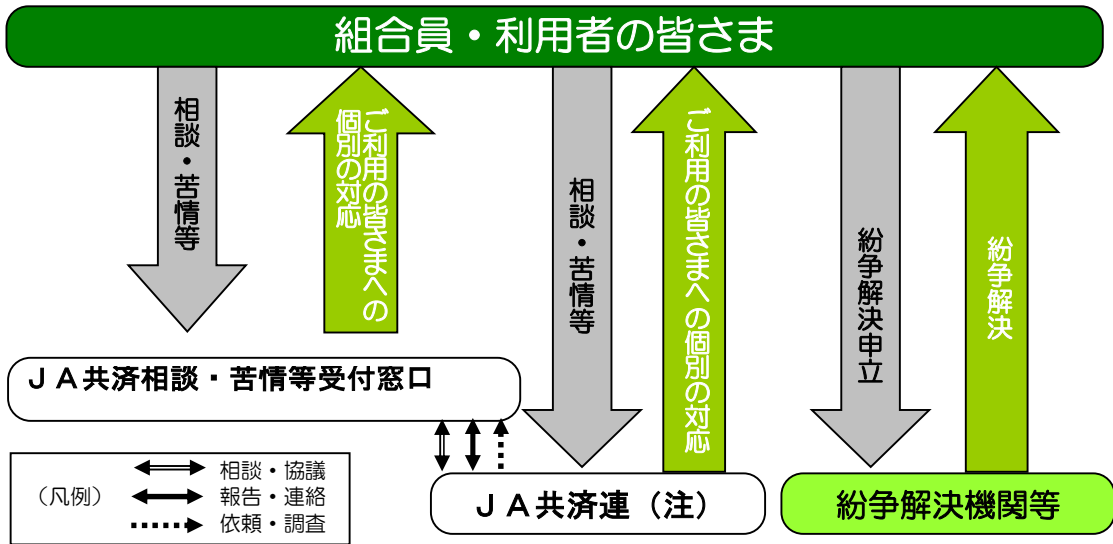 組合員・利用者の皆さま
相談・苦情等
ご利用の皆さまへの
個別の対応
相談・苦情等
ご利用の皆さまへの個別の対応
紛争解決申立
紛争解決
ＪＡ共済相談・苦情等受付窓口
（凡例）
相談・協議
報告・連絡
依頼・調査
ＪＡ共済連（注）
紛争解決機関等